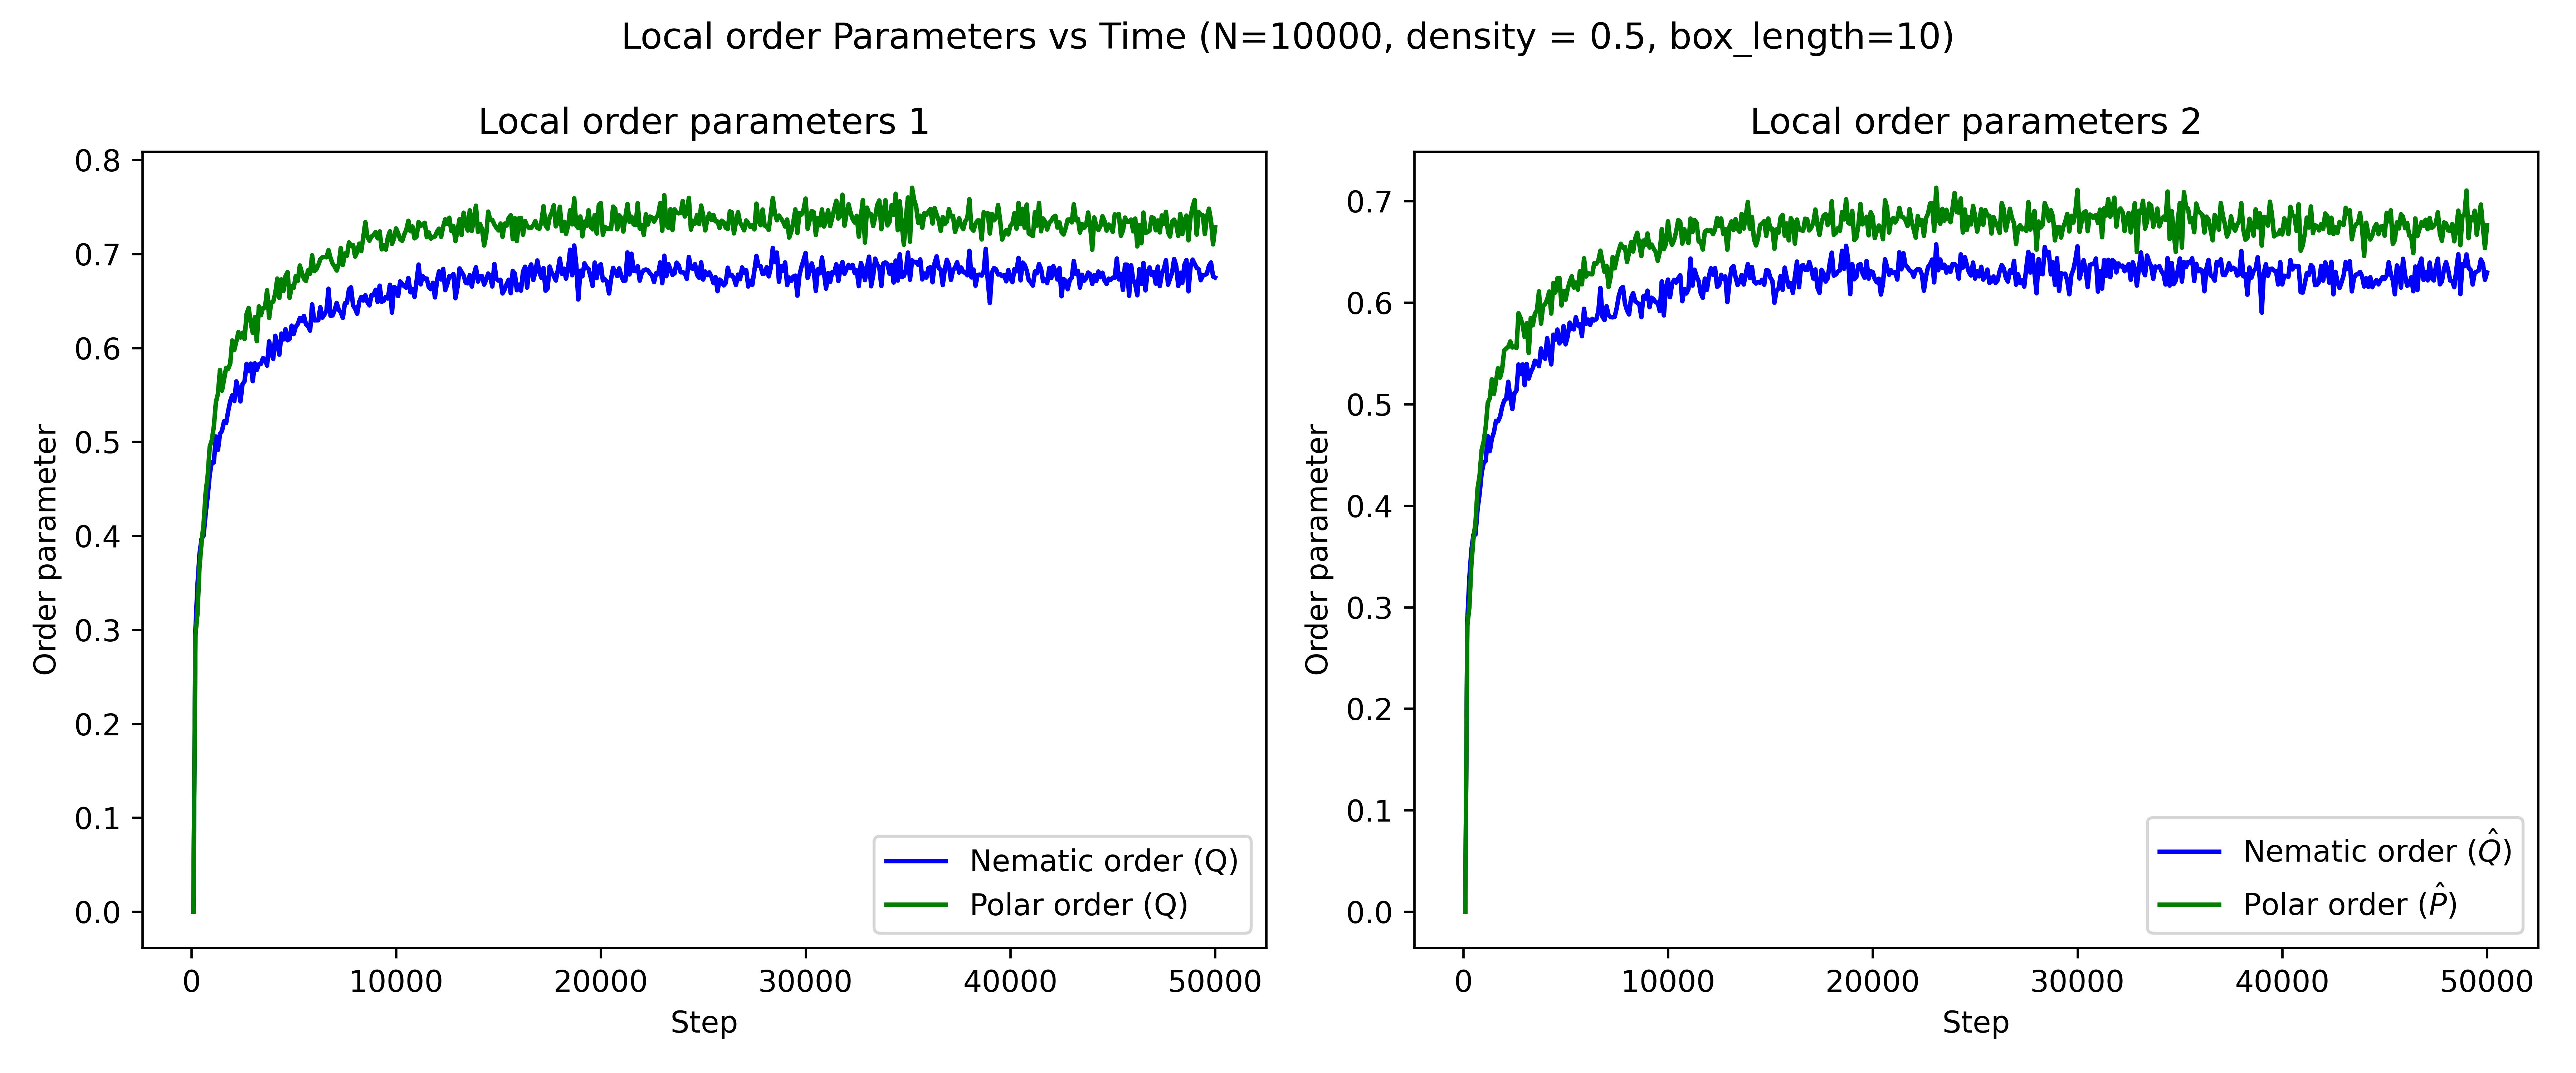 Local order Parameters vs Time (N=10000, density = 0.5, box_length=10)
Local order parameters 1
0.8
0.7
0.6
0.5
0.4
0.3
0.2
0.1
0.0
Order parameter
0 10000 20000 30000 40000 50000
Step
Nematic order (Q)
Polar order (Q)
Local order parameters 2
0.7
0.6
0.5
0.4
0.3
0.2
0.1
0.0
Order parameter
0 10000 20000 30000 40000 50000
Step
Nematic order (Q̂)
Polar order (P̂)